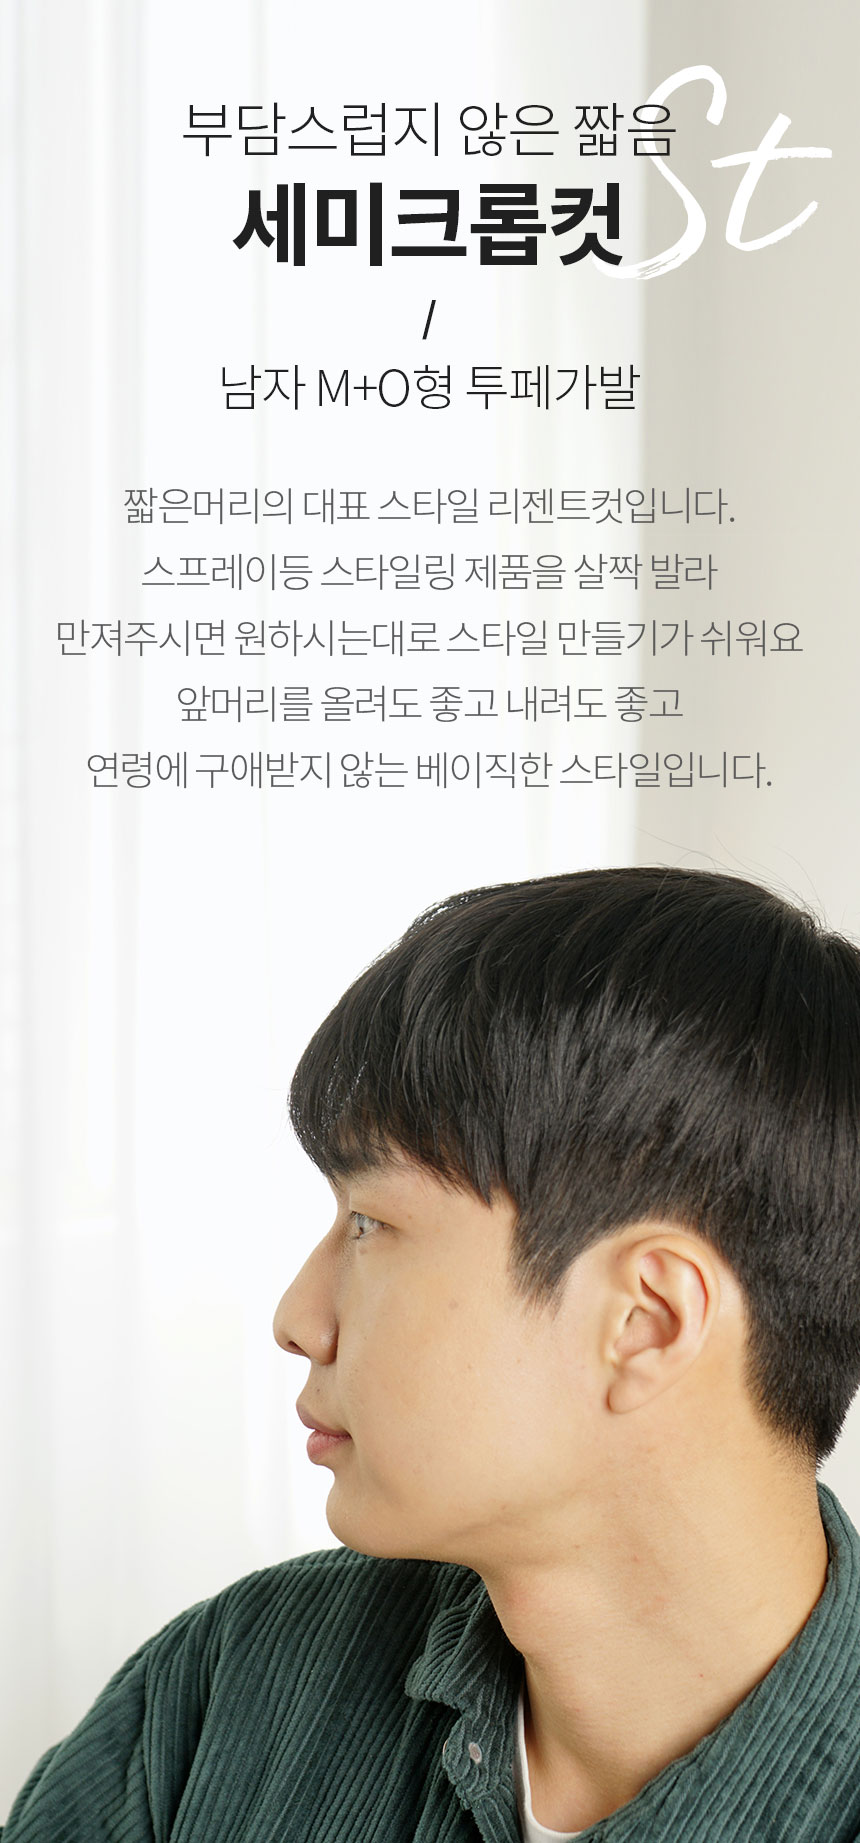 부담스럽지 않은 짧음
St
세미크롭컷
/
남자 M+O형 투페가발
짧은머리의 대표 스타일 리젠트컷입니다.
스프레이등 스타일링 제품을 살짝 발라
만져주시면 원하시는대로 스타일 만들기가 쉬워요
앞머리를 올려도 좋고 내려도 좋고
연령에 구애받지 않는 베이직한 스타일입니다.